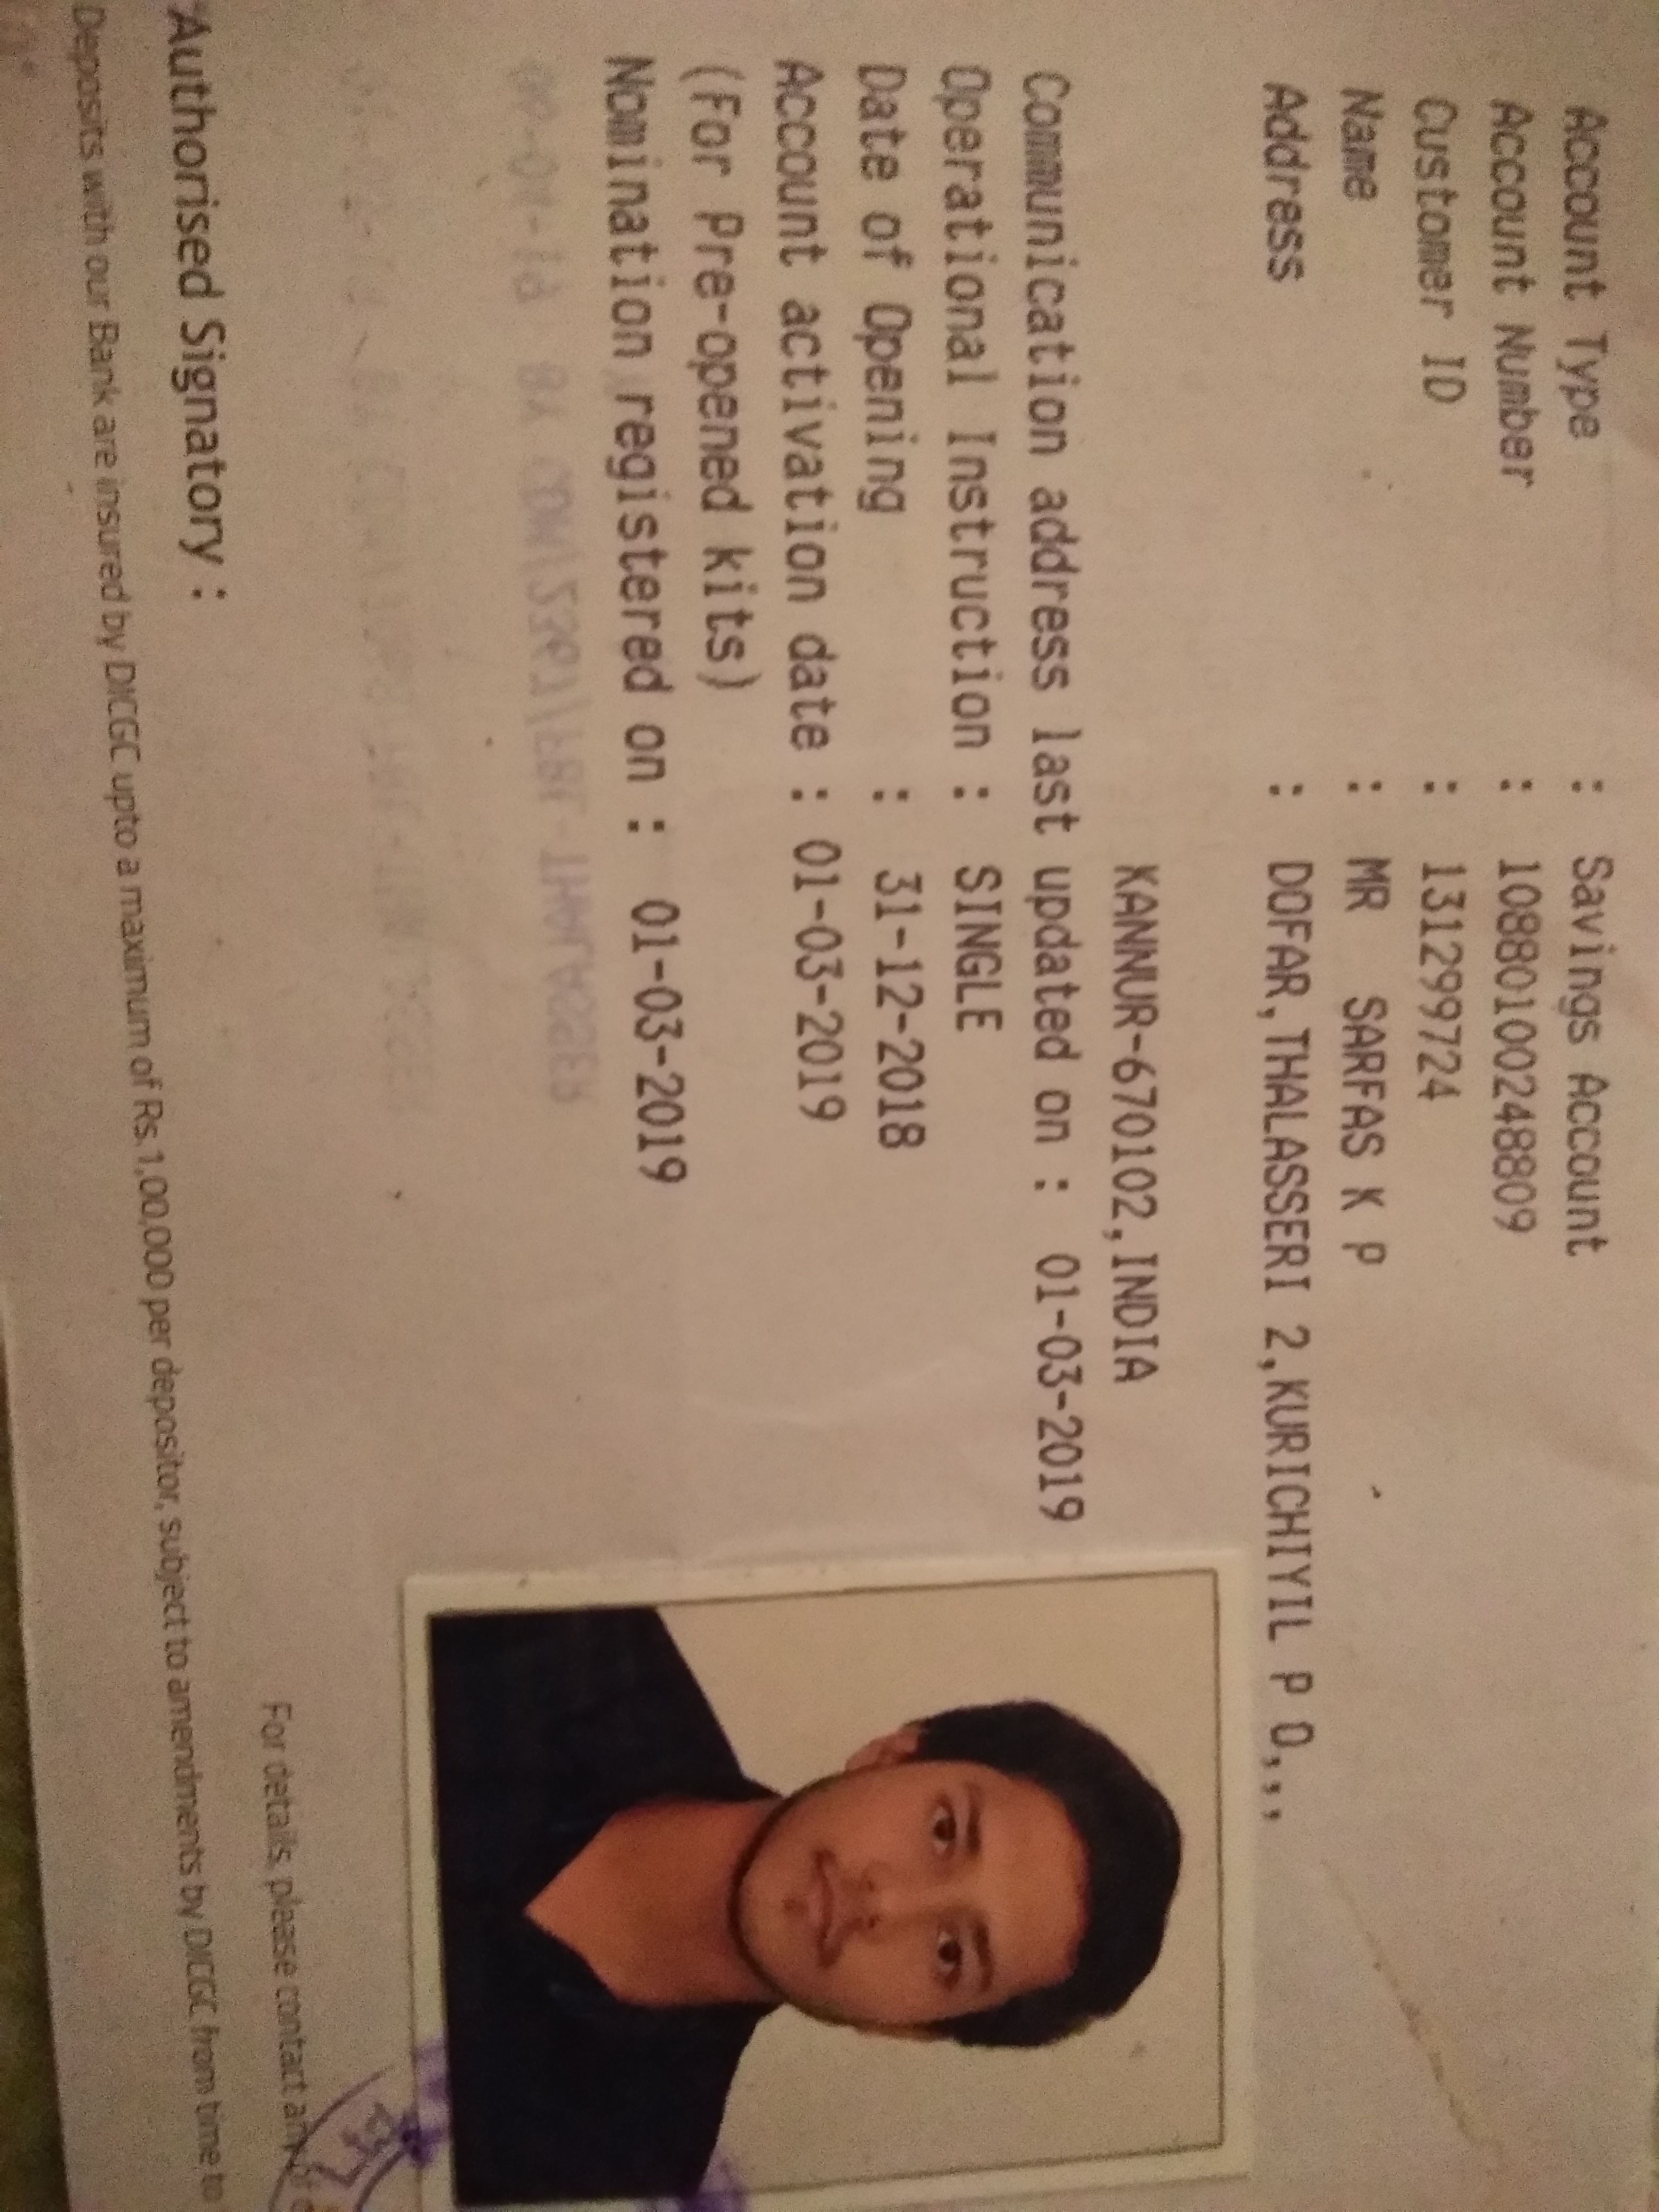 Account Type : Savings Account
Account Number : 10880100248809
Customer ID : 131299724
Name : MR SARFAS K P
Address : DOFAR,THALASSERI 2,KURICHIYIL P O,,,
KANNUR-670102,INDIA
Communication address last updated on : 01-03-2019
Operational Instruction : SINGLE
Date of Opening : 31-12-2018
Account activation date : 01-03-2019
(For Pre-opened kits)
Nomination registered on : 01-03-2019
Authorised Signatory :
For details, please contact any
Deposits with our Bank are insured by DICGC upto a maximum of Rs.1,00,000 per depositor, subject to amendments by DICGC from time to